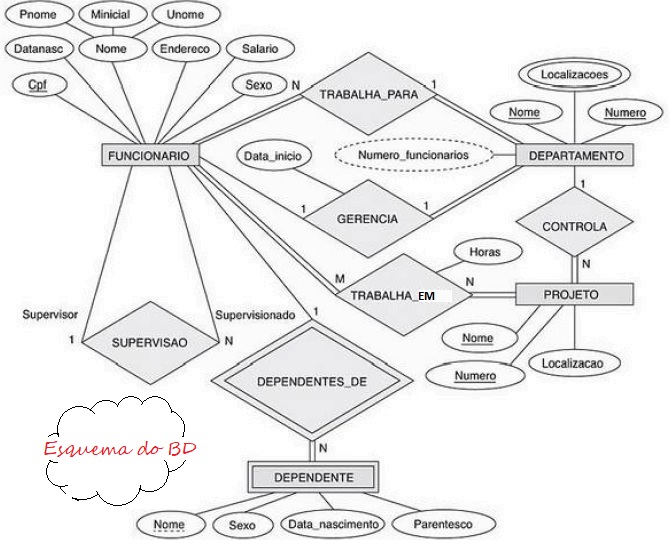 Pnome
Minicial
Unome
Datanasc
Nome
Endereco
Salario
Cpf
Sexo
N
TRABALHA_PARA
1
Localizacoes
Nome
Numero
FUNCIONARIO
Data_inicio
Numero_funcionarios
DEPARTAMENTO
1
1
GERENCIA
1
CONTROLA
Horas
M
N
N
TRABALHA_EM
PROJETO
Supervisor
Supervisionado
1
1
SUPERVISAO
N
Nome
Localizacao
Numero
DEPENDENTES_DE
Esquema do BD
N
DEPENDENTE
Nome
Sexo
Data_nascimento
Parentesco